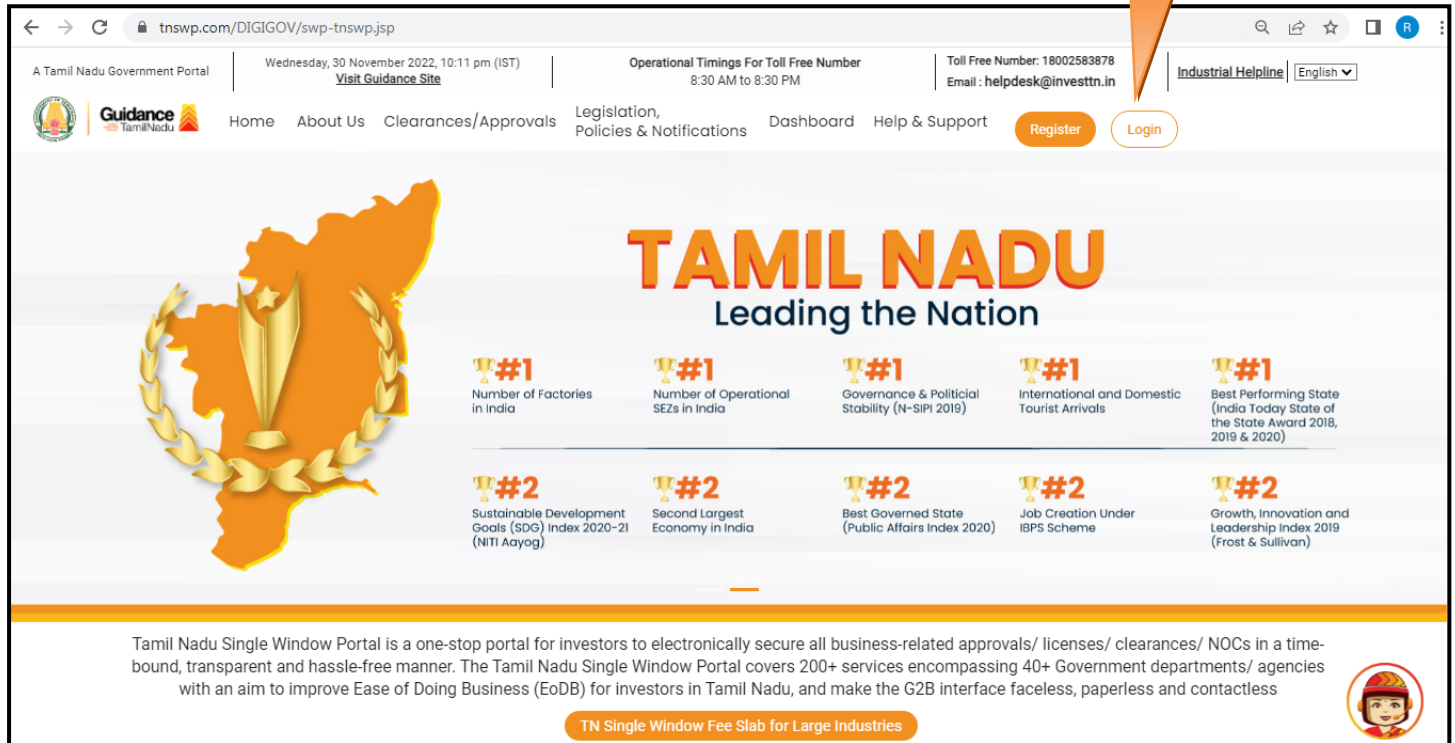 tnswp.com/DIGIGOV/swp-tnswp.jsp
R
A Tamil Nadu Government Portal
Wednesday, 30 November 2022, 10:11 pm (IST)
Visit Guidance Site
Operational Timings For Toll Free Number
8:30 AM to 8:30 PM
Toll Free Number: 18002583878
Email : helpdesk@investtn.in
Industrial Helpline
English
Guidance
TamilNadu
Home
About Us
Clearances/Approvals
Legislation,
Policies & Notifications
Dashboard
Help & Support
Register
Login
TAMIL NADU
Leading the Nation
#1
Number of Factories
in India
#1
Number of Operational
SEZs in India
#1
Governance & Politicial
Stability (N-SIPI 2019)
#1
International and Domestic
Tourist Arrivals
#1
Best Performing State
(India Today State of
the State Award 2018,
2019 & 2020)
#2
Sustainable Development
Goals (SDG) Index 2020-21
(NITI Aayog)
#2
Second Largest
Economy in India
#2
Best Governed State
(Public Affairs Index 2020)
#2
Job Creation Under
IBPS Scheme
#2
Growth, Innovation and
Leadership Index 2019
(Frost & Sullivan)
Tamil Nadu Single Window Portal is a one-stop portal for investors to electronically secure all business-related approvals/ licenses/ clearances/ NOCs in a time-
bound, transparent and hassle-free manner. The Tamil Nadu Single Window Portal covers 200+ services encompassing 40+ Government departments/ agencies
with an aim to improve Ease of Doing Business (EoDB) for investors in Tamil Nadu, and make the G2B interface faceless, paperless and contactless
TN Single Window Fee Slab for Large Industries